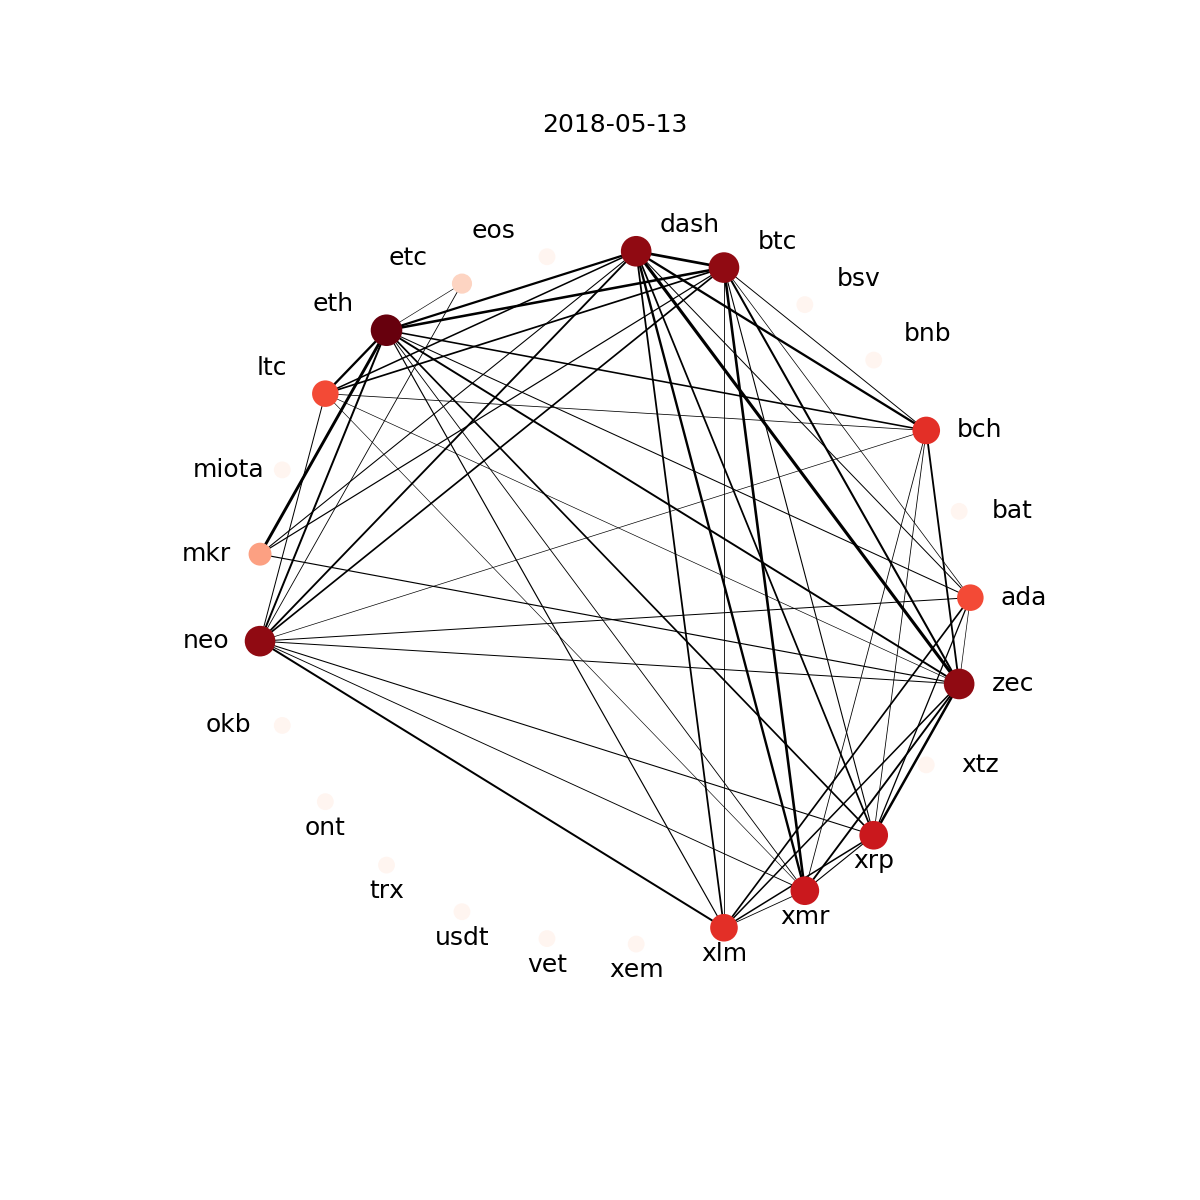 2018-05-13
dash
eos
btc
etc
bsv
eth
bnb
ltc
bch
miota
bat
mkr
ada
neo
zec
okb
xtz
ont
xrp
trx
xmr
usdt
xlm
vet
xem